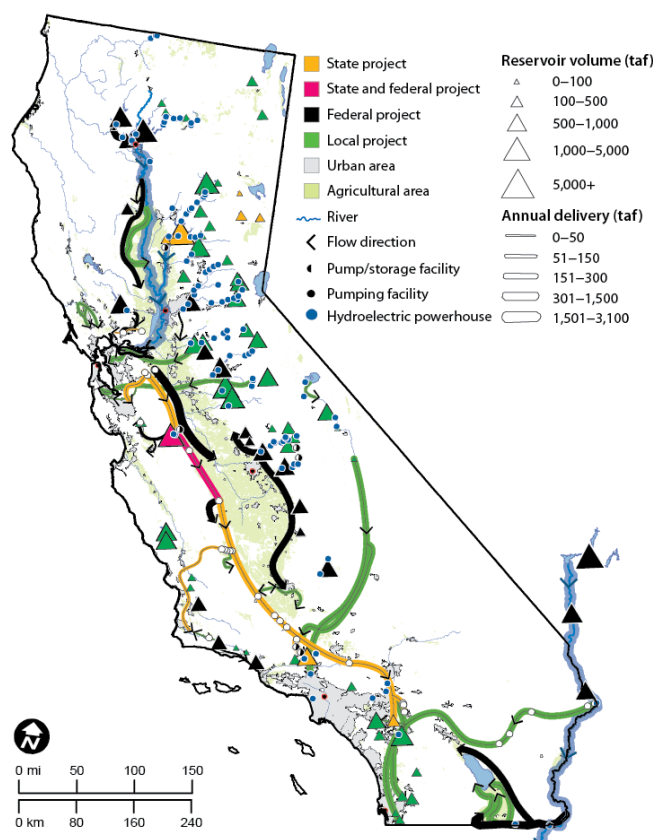 State project
State and federal project
Federal project
Local project
Urban area
Agricultural area
River
Flow direction
Pump/storage facility
Pumping facility
Hydroelectric powerhouse
Reservoir volume (taf)
0–100
100–500
500–1,000
1,000–5,000
5,000+
Annual delivery (taf)
0–50
51–150
151–300
301–1,500
1,501–3,100
N
0 mi 50 100 150
0 km 80 160 240